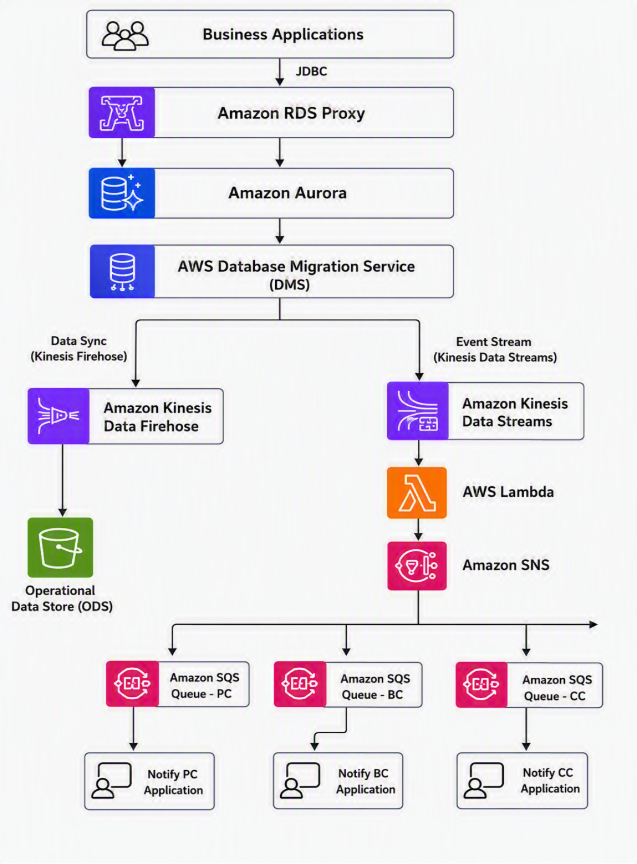 Business Applications
JDBC
Amazon RDS Proxy
Amazon Aurora
AWS Database Migration Service
(DMS)
Data Sync
(Kinesis Firehose)
Event Stream
(Kinesis Data Streams)
Amazon Kinesis
Data Firehose
Amazon Kinesis
Data Streams
AWS Lambda
Amazon SNS
Operational
Data Store (ODS)
Amazon SQS
Queue - PC
Amazon SQS
Queue - BC
Amazon SQS
Queue - CC
Notify PC
Application
Notify BC
Application
Notify CC
Application